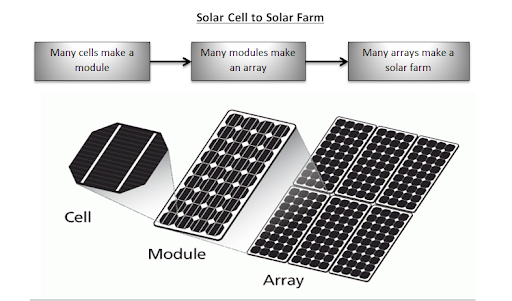 Solar Cell to Solar Farm
Many cells make a
module
Many modules make
an array
Many arrays make a
solar farm
Cell
Module
Array